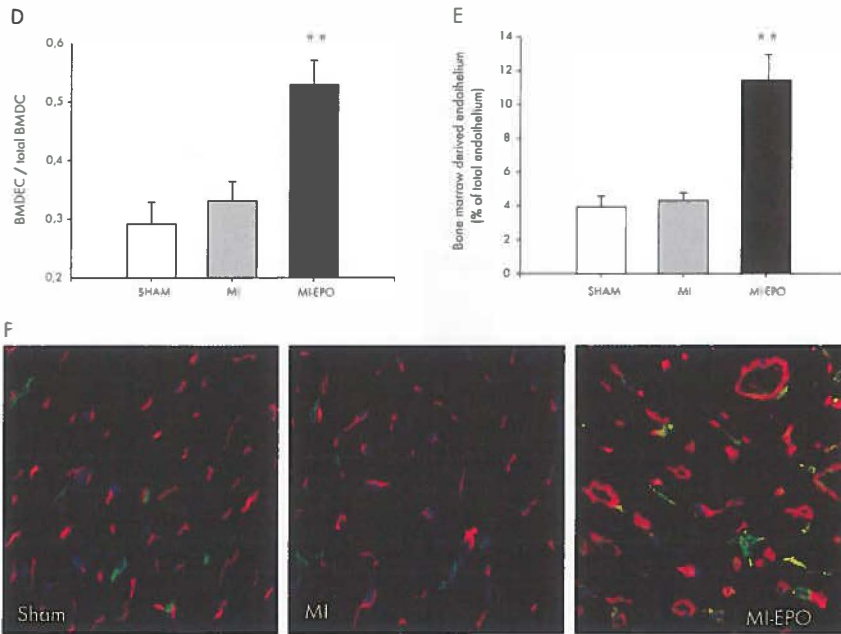 D
0,6
0,5
0,4
0,3
0,2
BMDEC / total BMDC
**
SHAM
MI
MI-EPO
E
14
12
10
8
6
4
2
0
Bone marrow derived endothelium
(% of total endothelium)
**
SHAM
MI
MI-EPO
F
Sham
MI
MI-EPO